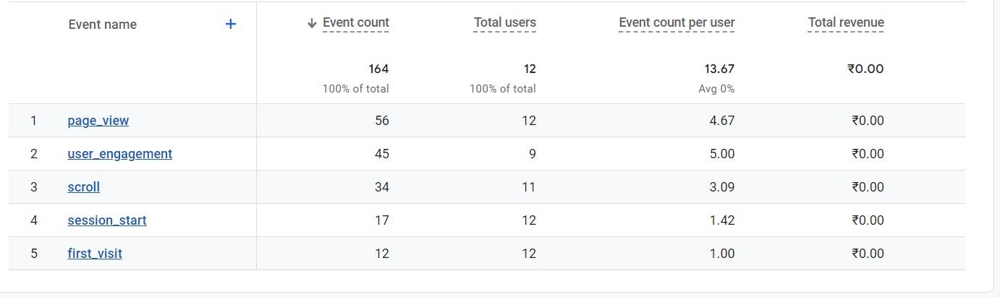 Event name + ↓ Event count Total users Event count per user Total revenue
164 12 13.67 ₹0.00
100% of total 100% of total Avg 0%
1 page_view 56 12 4.67 ₹0.00
2 user_engagement 45 9 5.00 ₹0.00
3 scroll 34 11 3.09 ₹0.00
4 session_start 17 12 1.42 ₹0.00
5 first_visit 12 12 1.00 ₹0.00